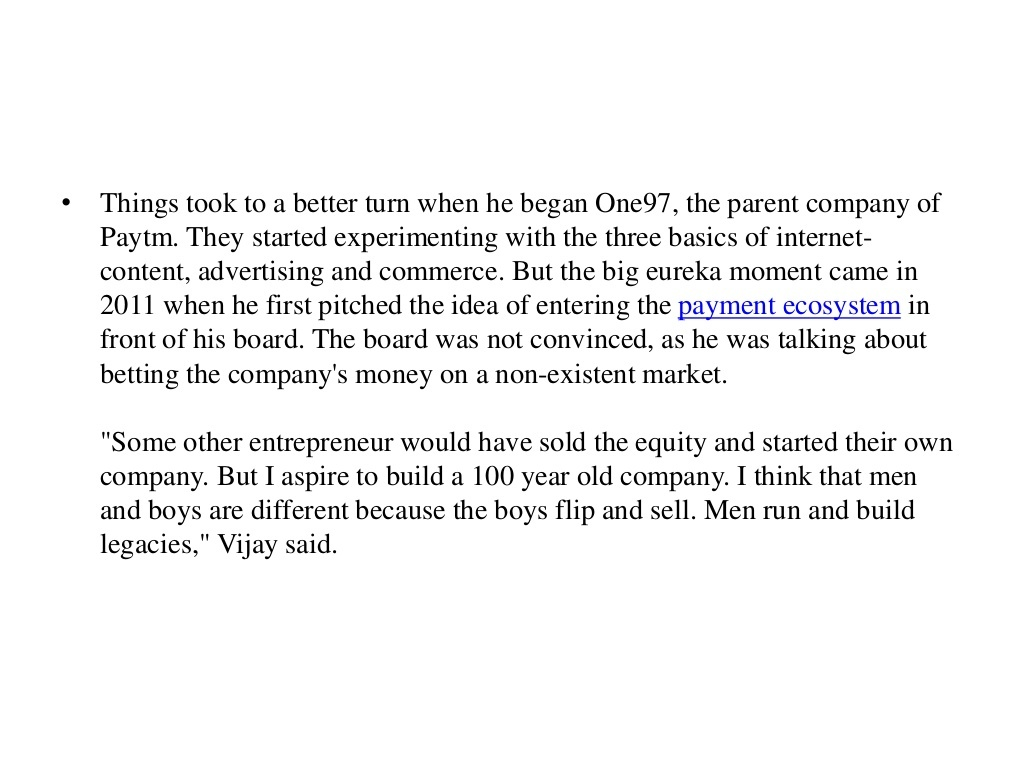 • Things took to a better turn when he began One97, the parent company of
Paytm. They started experimenting with the three basics of internet-
content, advertising and commerce. But the big eureka moment came in
2011 when he first pitched the idea of entering the payment ecosystem in
front of his board. The board was not convinced, as he was talking about
betting the company's money on a non-existent market.
"Some other entrepreneur would have sold the equity and started their own
company. But I aspire to build a 100 year old company. I think that men
and boys are different because the boys flip and sell. Men run and build
legacies," Vijay said.